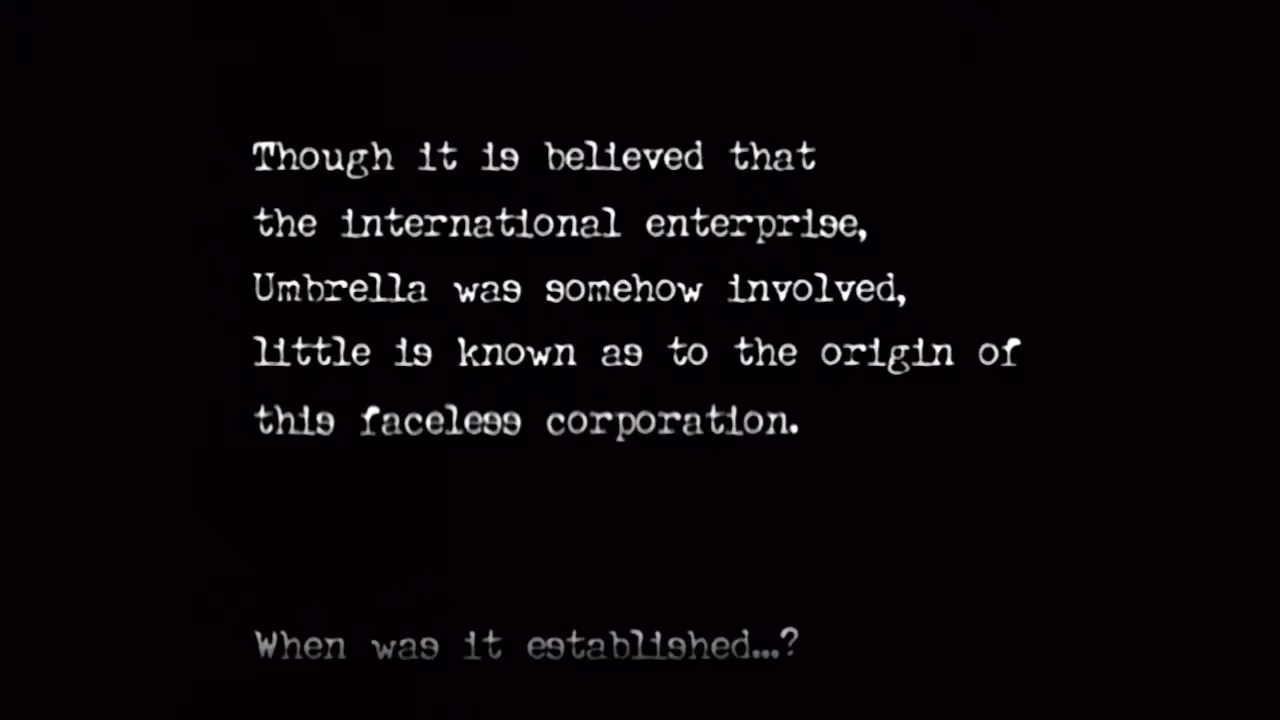 Though it is believed that
the international enterprise,
Umbrella was somehow involved,
little is known as to the origin of
this faceless corporation.
When was it established...?